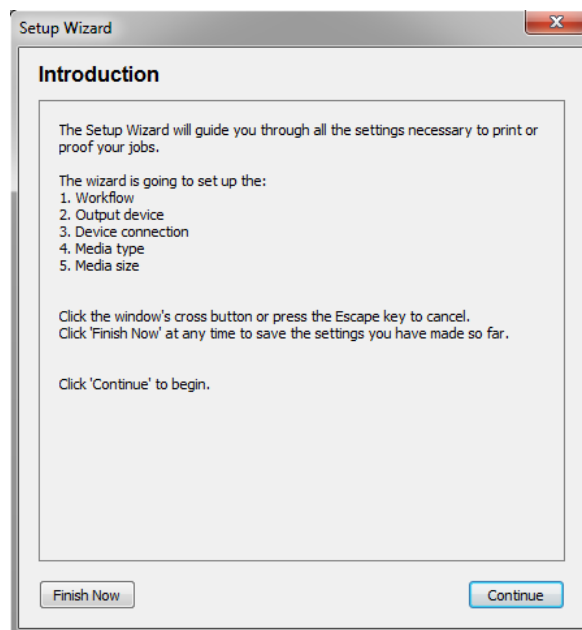 Setup Wizard
Introduction
The Setup Wizard will guide you through all the settings necessary to print or
proof your jobs.
The wizard is going to set up the:
1. Workflow
2. Output device
3. Device connection
4. Media type
5. Media size
Click the window's cross button or press the Escape key to cancel.
Click 'Finish Now' at any time to save the settings you have made so far.
Click 'Continue' to begin.
Finish Now
Continue